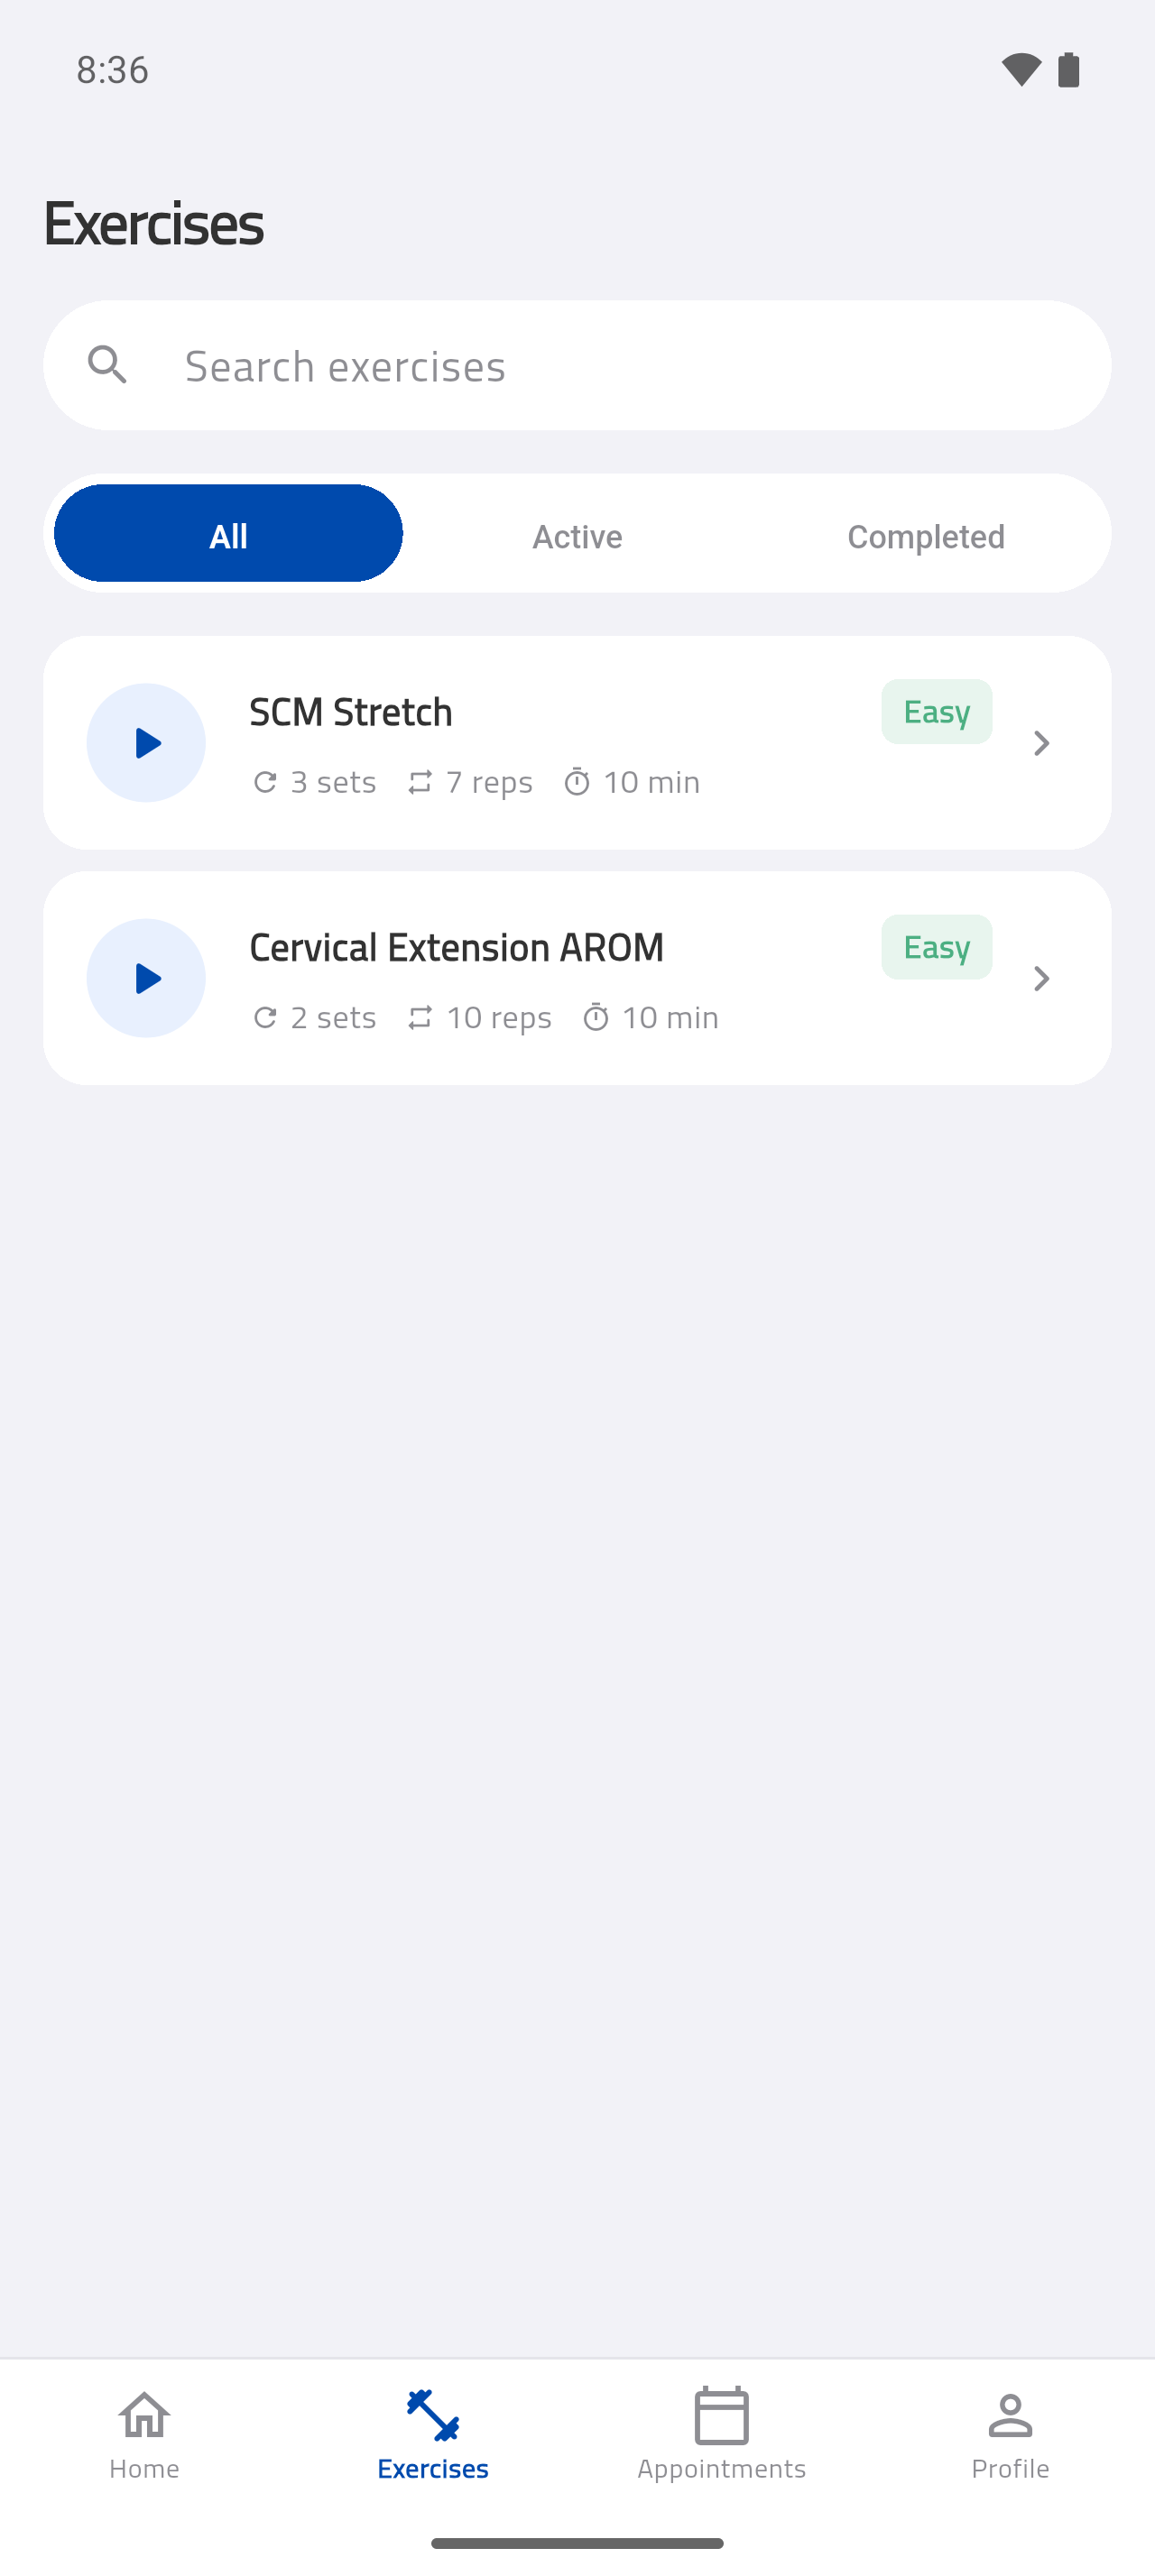 8:36
Exercises
Search exercises
All Active Completed
SCM Stretch Easy
3 sets 7 reps 10 min
Cervical Extension AROM Easy
2 sets 10 reps 10 min
Home Exercises Appointments Profile